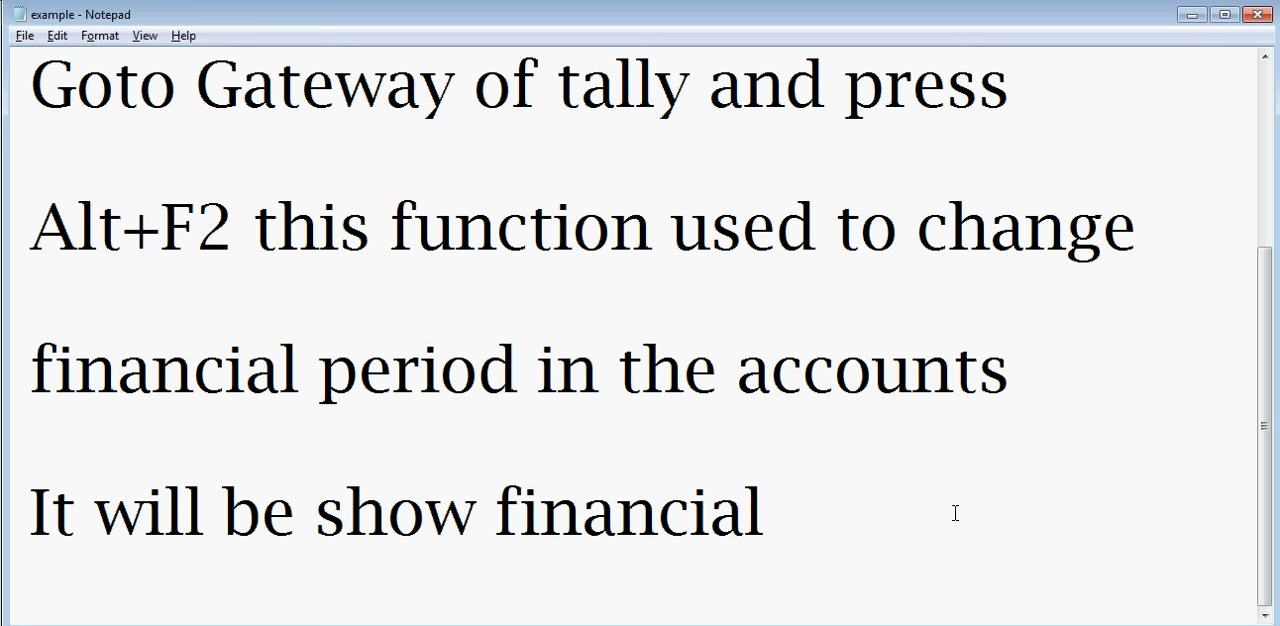 example - Notepad
File Edit Format View Help
Goto Gateway of tally and press
Alt+F2 this function used to change
financial period in the accounts
It will be show financial